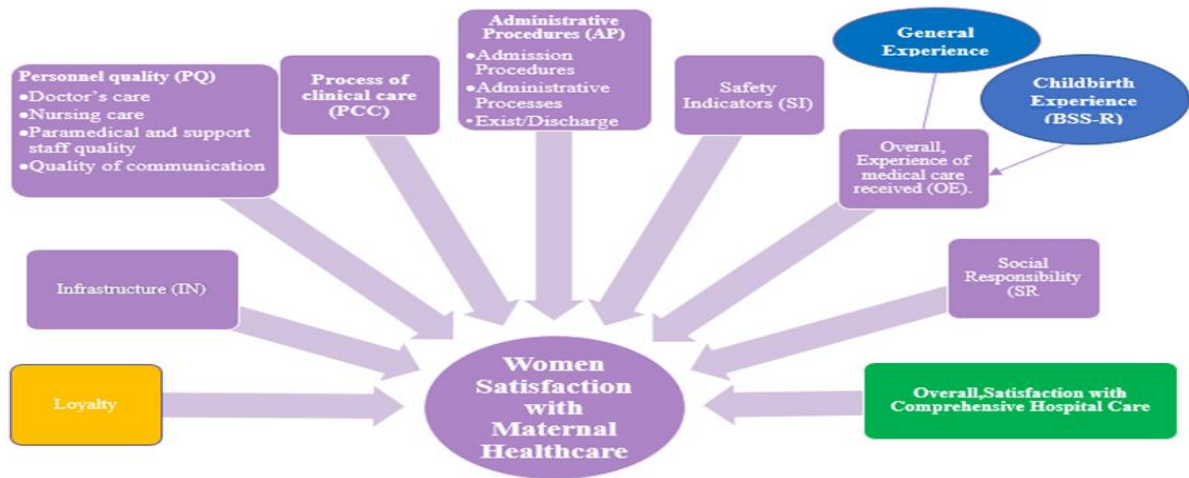 Personnel quality (PQ)
●Doctor's care
●Nursing care
●Paramedical and support
staff quality
●Quality of communication
Process of
clinical care
(PCC)
Administrative
Procedures (AP)
●Admission
Procedures
●Administrative
Processes
•Exist/Discharge
Safety
Indicators (SI)
General
Experience
Childbirth
Experience
(BSS-R)
Overall,
Experience of
medical care
received (OE).
Infrastructure (IN)
Social
Responsibility
(SR
Loyalty
Women
Satisfaction
with
Maternal
Healthcare
Overall,Satisfaction with
Comprehensive Hospital Care